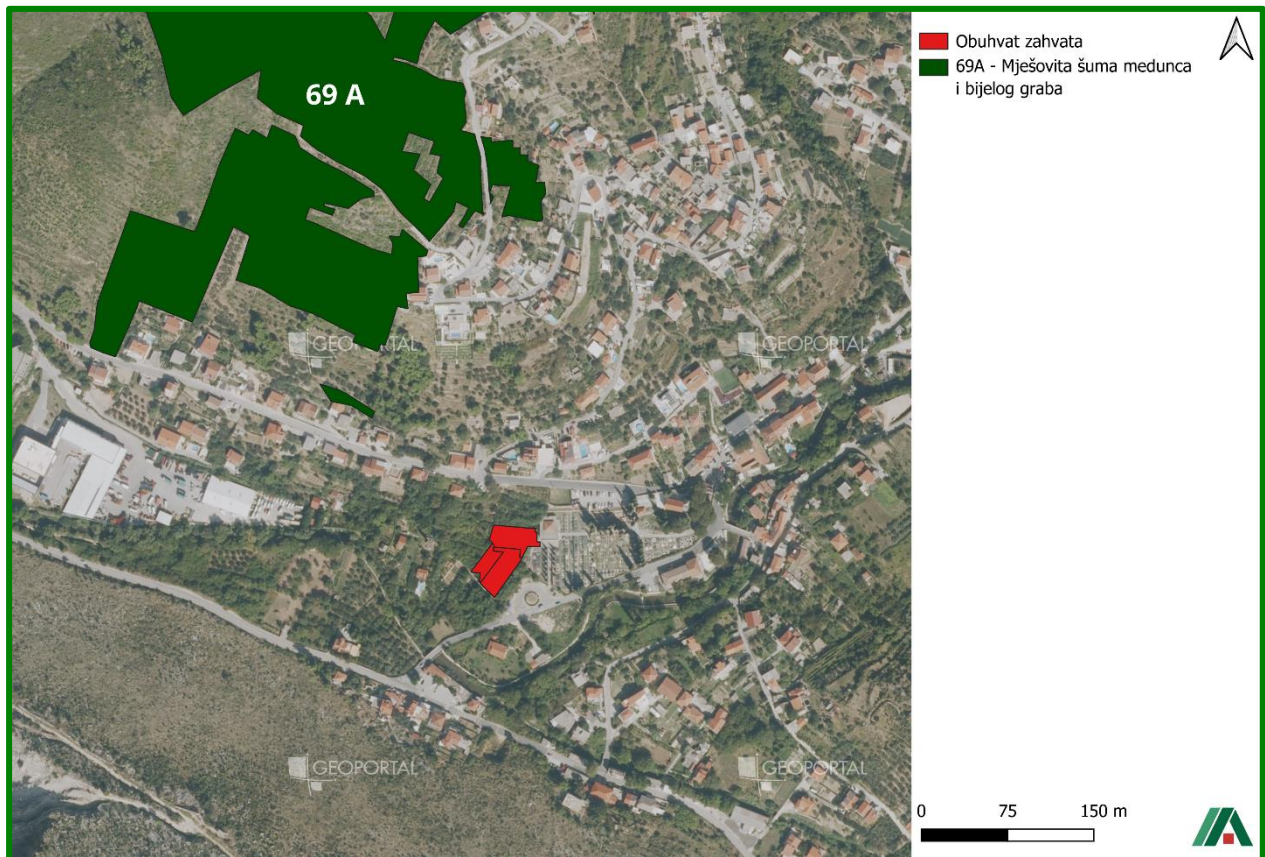 69 A
GEOPORTAL
GEOPORTAL
GEOPORTAL
GEOPORTAL
Obuhvat zahvata
69A - Mješovita šuma medunca
i bijelog graba
0 75 150 m